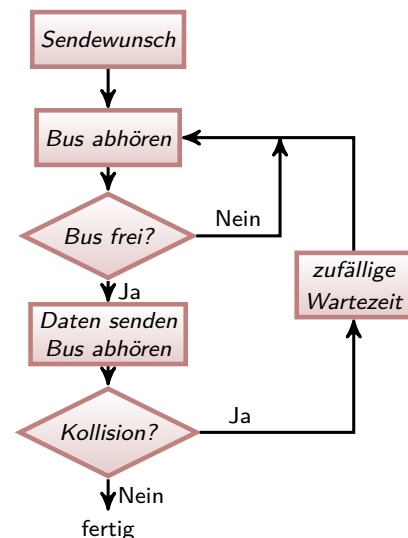 Sendewunsch
Bus abhören
Bus frei?
Nein
Ja
zufällige
Wartezeit
Daten senden
Bus abhören
Kollision?
Ja
Nein
fertig